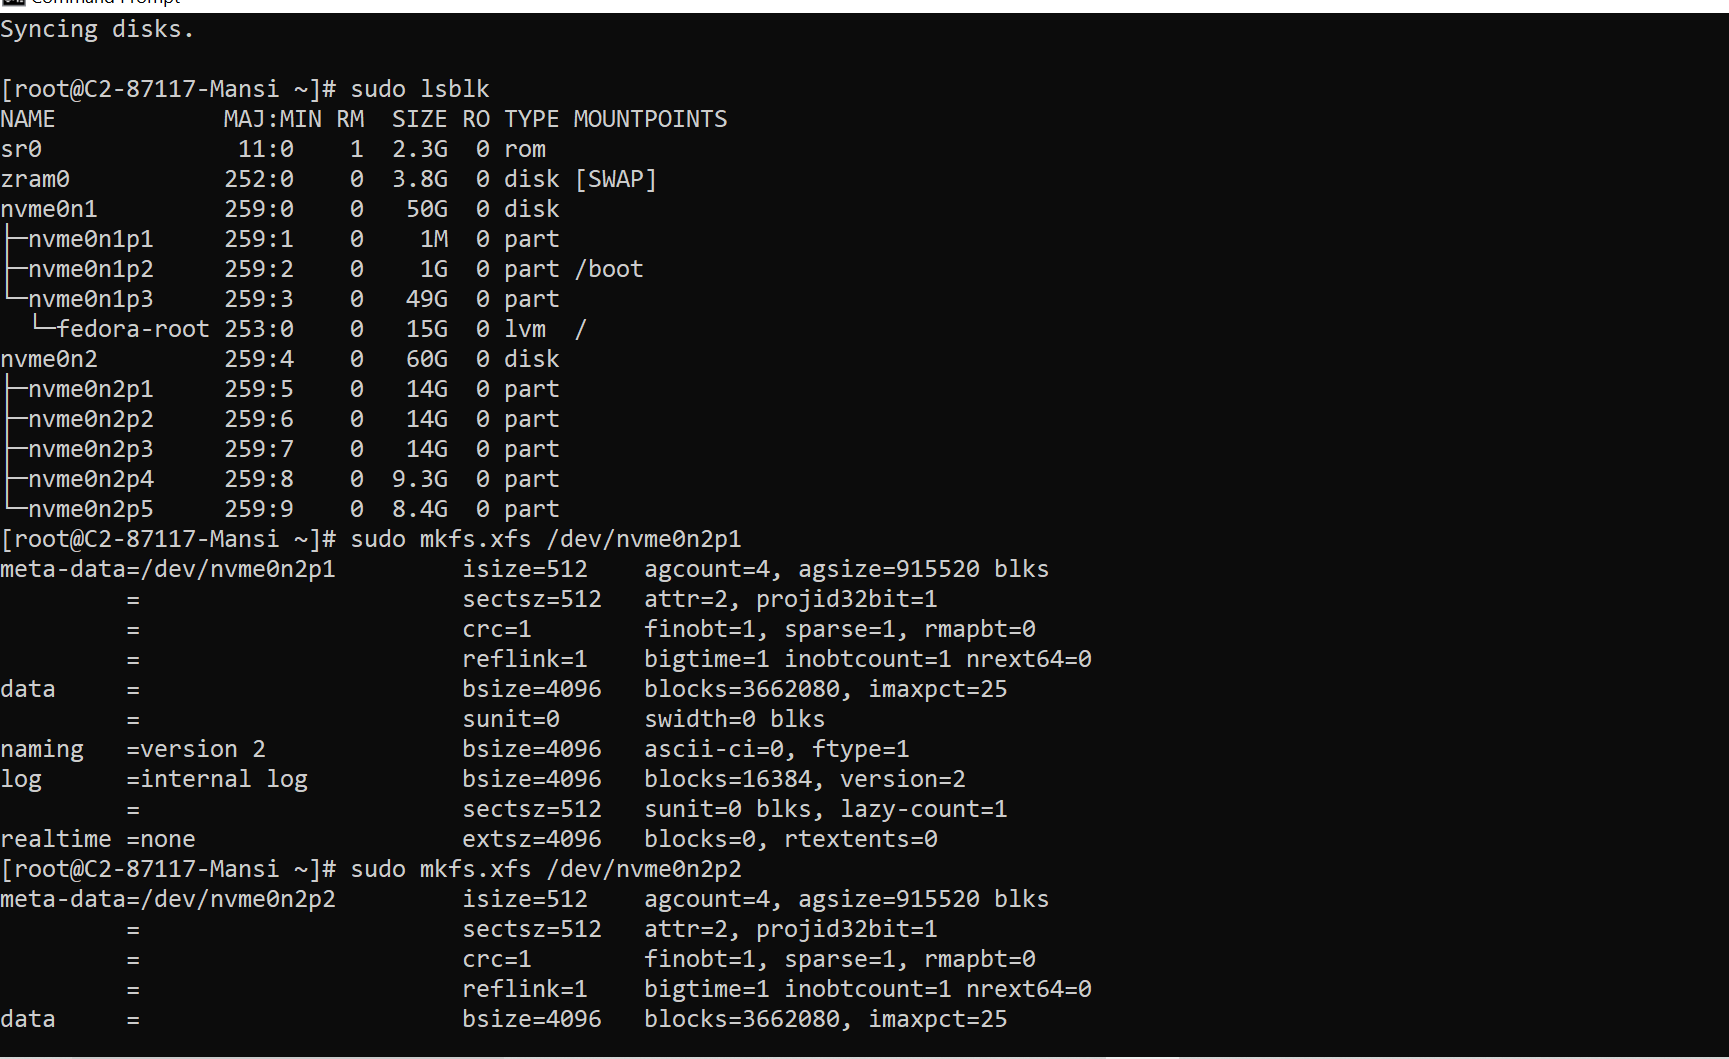 Command Prompt
Syncing disks.
[root@C2-87117-Mansi ~]# sudo lsblk
NAME            MAJ:MIN RM  SIZE RO TYPE MOUNTPOINTS
sr0              11:0    1  2.3G  0 rom
zram0           252:0    0  3.8G  0 disk [SWAP]
nvme0n1         259:0    0   50G  0 disk
├─nvme0n1p1     259:1    0    1M  0 part
├─nvme0n1p2     259:2    0    1G  0 part /boot
└─nvme0n1p3     259:3    0   49G  0 part
  └─fedora-root 253:0    0   15G  0 lvm  /
nvme0n2         259:4    0   60G  0 disk
├─nvme0n2p1     259:5    0   14G  0 part
├─nvme0n2p2     259:6    0   14G  0 part
├─nvme0n2p3     259:7    0   14G  0 part
├─nvme0n2p4     259:8    0  9.3G  0 part
└─nvme0n2p5     259:9    0  8.4G  0 part
[root@C2-87117-Mansi ~]# sudo mkfs.xfs /dev/nvme0n2p1
meta-data=/dev/nvme0n2p1         isize=512    agcount=4, agsize=915520 blks
         =                       sectsz=512   attr=2, projid32bit=1
         =                       crc=1        finobt=1, sparse=1, rmapbt=0
         =                       reflink=1    bigtime=1 inobtcount=1 nrext64=0
data     =                       bsize=4096   blocks=3662080, imaxpct=25
         =                       sunit=0      swidth=0 blks
naming   =version 2              bsize=4096   ascii-ci=0, ftype=1
log      =internal log           bsize=4096   blocks=16384, version=2
         =                       sectsz=512   sunit=0 blks, lazy-count=1
realtime =none                   extsz=4096   blocks=0, rtextents=0
[root@C2-87117-Mansi ~]# sudo mkfs.xfs /dev/nvme0n2p2
meta-data=/dev/nvme0n2p2         isize=512    agcount=4, agsize=915520 blks
         =                       sectsz=512   attr=2, projid32bit=1
         =                       crc=1        finobt=1, sparse=1, rmapbt=0
         =                       reflink=1    bigtime=1 inobtcount=1 nrext64=0
data     =                       bsize=4096   blocks=3662080, imaxpct=25